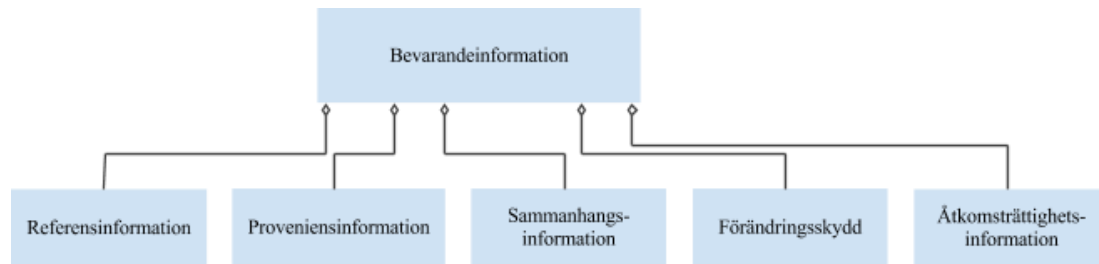 Bevarandeinformation
Referensinformation
Proveniensinformation
Sammanhangs-
information
Förändringsskydd
Åtkomsträttighets-
information